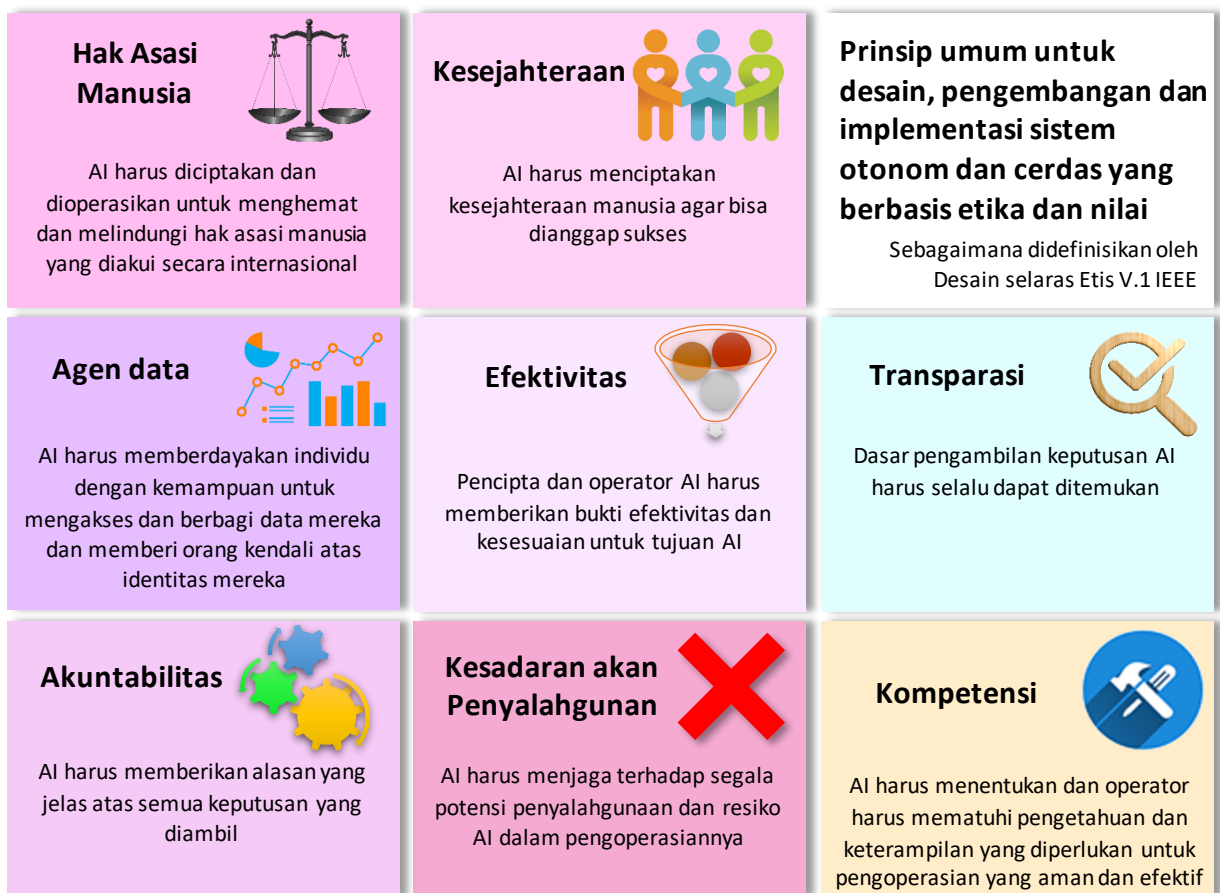 Hak Asasi
Manusia
AI harus diciptakan dan
dioperasikan untuk menghemat
dan melindungi hak asasi manusia
yang diakui secara internasional
Kesejahteraan
AI harus menciptakan
kesejahteraan manusia agar bisa
dianggap sukses
Prinsip umum untuk
desain, pengembangan dan
implementasi sistem
otonom dan cerdas yang
berbasis etika dan nilai
Sebagaimana didefinisikan oleh
Desain selaras Etis V.1 IEEE
Agen data
AI harus memberdayakan individu
dengan kemampuan untuk
mengakses dan berbagi data mereka
dan memberi orang kendali atas
identitas mereka
Efektivitas
Pencipta dan operator AI harus
memberikan bukti efektivitas dan
kesesuaian untuk tujuan AI
Transparasi
Dasar pengambilan keputusan AI
harus selalu dapat ditemukan
Akuntabilitas
AI harus memberikan alasan yang
jelas atas semua keputusan yang
diambil
Kesadaran akan
Penyalahgunan
AI harus menjaga terhadap segala
potensi penyalahgunaan dan resiko
AI dalam pengoperasiannya
Kompetensi
AI harus menentukan dan operator
harus mematuhi pengetahuan dan
keterampilan yang diperlukan untuk
pengoperasian yang aman dan efektif